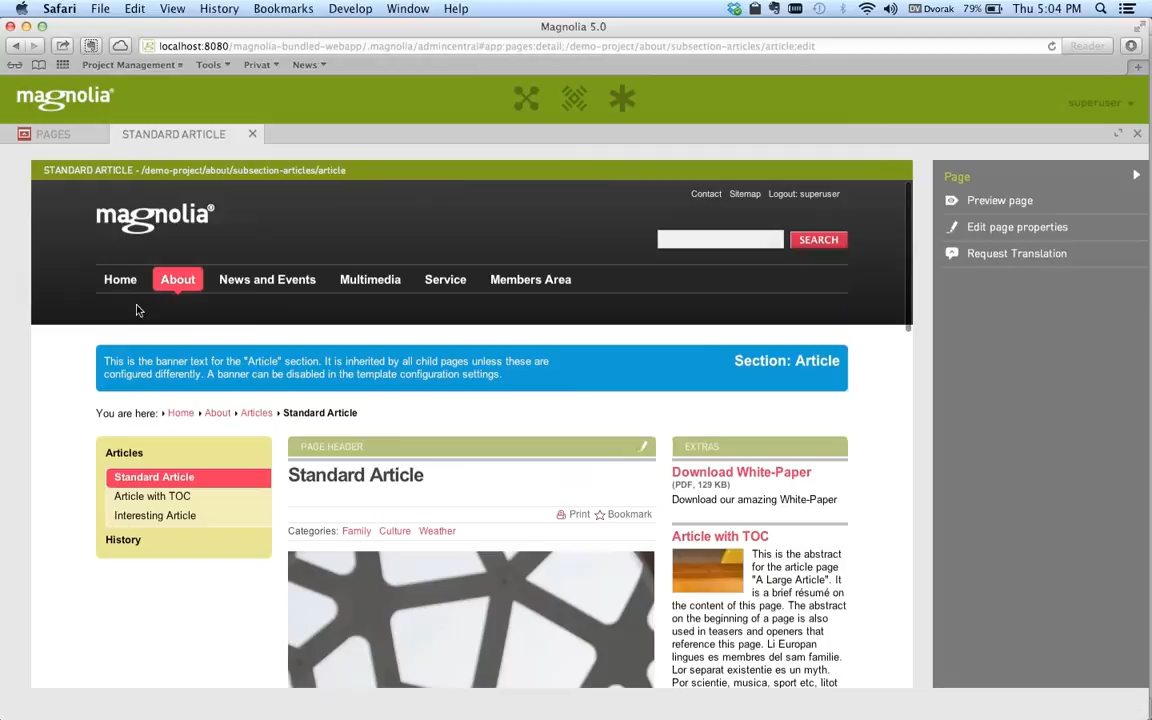 Safari File Edit View History Bookmarks Develop Window Help Dvorak 79% Thu 5:04 PM
Magnolia 5.0
localhost:8080/magnolia-bundled-webapp/.magnolia/admincentral#app:pages:detail;/demo-project/about/subsection-articles/article:edit Reader
Project Management Tools Privat News
magnolia®
superuser
PAGES STANDARD ARTICLE
STANDARD ARTICLE - /demo-project/about/subsection-articles/article
Contact Sitemap Logout: superuser
magnolia®
SEARCH
Home About News and Events Multimedia Service Members Area
This is the banner text for the "Article" section. It is inherited by all child pages unless these are
configured differently. A banner can be disabled in the template configuration settings.
Section: Article
You are here: Home About Articles Standard Article
Articles
Standard Article
Article with TOC
Interesting Article
History
PAGE HEADER
Standard Article
Print Bookmark
Categories: Family Culture Weather
EXTRAS
Download White-Paper
(PDF, 129 KB)
Download our amazing White-Paper
Article with TOC
This is the abstract
for the article page
"A Large Article". It
is a brief résumé on
the content of this page. The abstract
on the beginning of a page is also
used in teasers and openers that
reference this page. Li Europan
lingues es membres del sam familie.
Lor separat existentie es un myth.
Por scientie, musica, sport etc, litot
Page
Preview page
Edit page properties
Request Translation